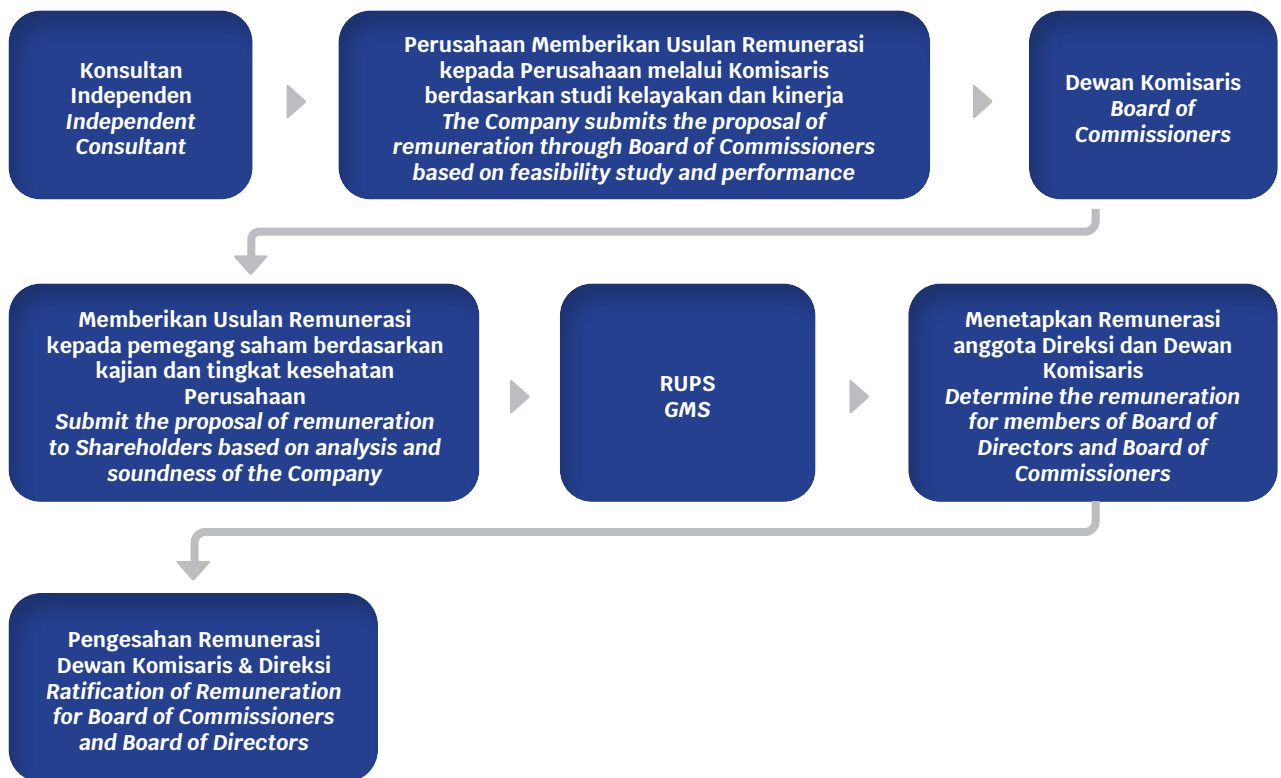 Konsultan
Independen
Independent
Consultant
Perusahaan Memberikan Usulan Remunerasi
kepada Perusahaan melalui Komisaris
berdasarkan studi kelayakan dan kinerja
The Company submits the proposal of
remuneration through Board of Commissioners
based on feasibility study and performance
Dewan Komisaris
Board of
Commissioners
Memberikan Usulan Remunerasi
kepada pemegang saham berdasarkan
kajian dan tingkat kesehatan
Perusahaan
Submit the proposal of remuneration
to Shareholders based on analysis and
soundness of the Company
RUPS
GMS
Menetapkan Remunerasi
anggota Direksi dan Dewan
Komisaris
Determine the remuneration
for members of Board of
Directors and Board of
Commissioners
Pengesahan Remunerasi
Dewan Komisaris & Direksi
Ratification of Remuneration
for Board of Commissioners
and Board of Directors